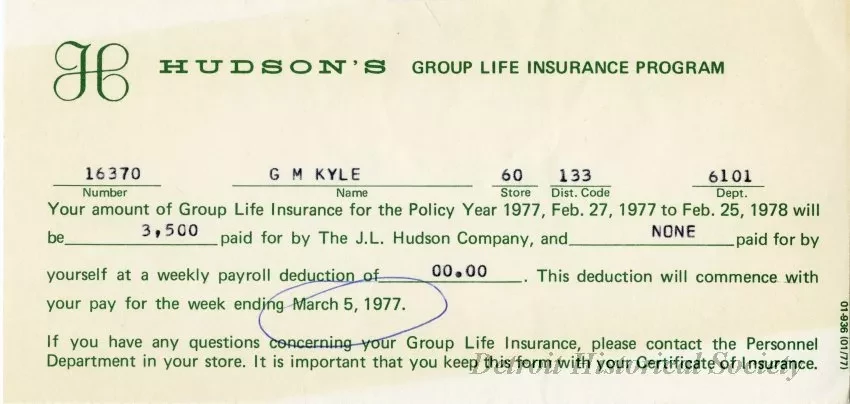 H HUDSON'S GROUP LIFE INSURANCE PROGRAM
16370 G M KYLE 60 133 6101
Number Name Store Dist. Code Dept.
Your amount of Group Life Insurance for the Policy Year 1977, Feb. 27, 1977 to Feb. 25, 1978 will
be 3,500 paid for by The J.L. Hudson Company, and NONE paid for by
yourself at a weekly payroll deduction of 00.00. This deduction will commence with
your pay for the week ending March 5, 1977.
If you have any questions concerning your Group Life Insurance, please contact the Personnel
Department in your store. It is important that you keep this form with your Certificate of Insurance.
Detroit Historical Society
01-936 (01/77)